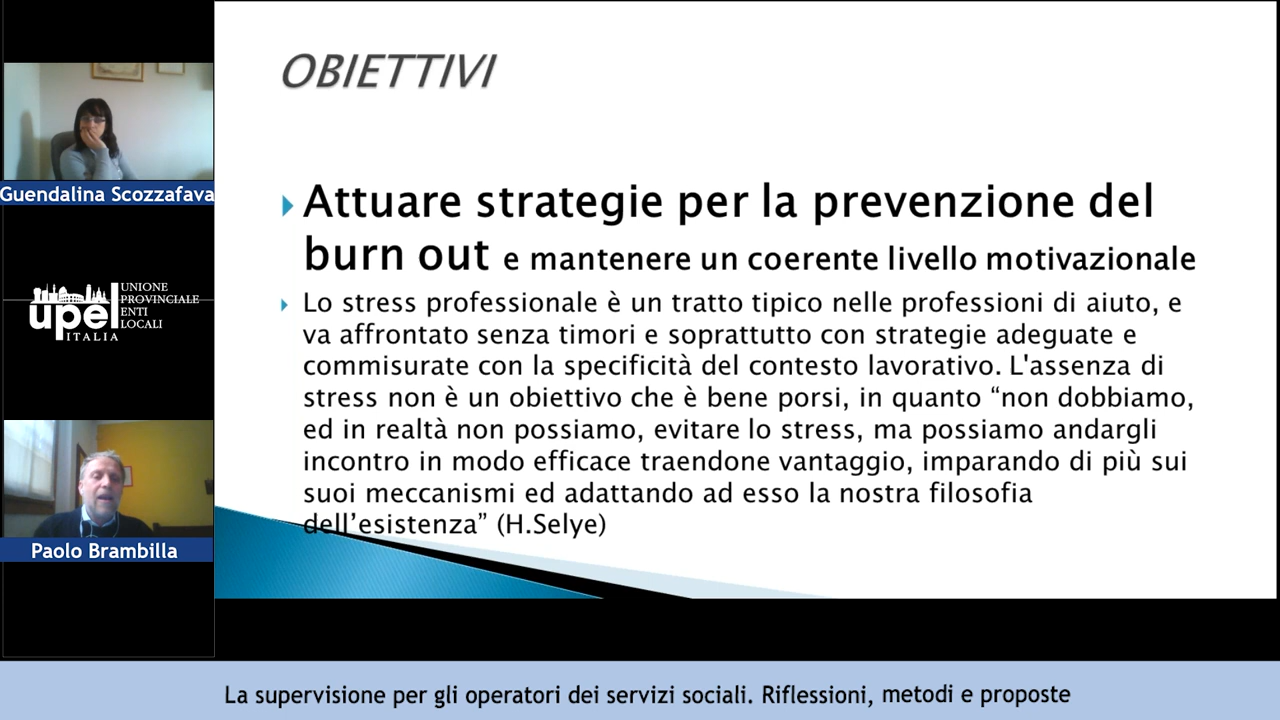 OBIETTIVI
Attuare strategie per la prevenzione del
burn out e mantenere un coerente livello motivazionale
Lo stress professionale è un tratto tipico nelle professioni di aiuto, e
va affrontato senza timori e soprattutto con strategie adeguate e
commisurate con la specificità del contesto lavorativo. L'assenza di
stress non è un obiettivo che è bene porsi, in quanto “non dobbiamo,
ed in realtà non possiamo, evitare lo stress, ma possiamo andargli
incontro in modo efficace traendone vantaggio, imparando di più sui
suoi meccanismi ed adattando ad esso la nostra filosofia
dell’esistenza” (H.Selye)
Guendalina Scozzafava
upel
ITALIA
UNIONE
PROVINCIALE
ENTI
LOCALI
Paolo Brambilla
La supervisione per gli operatori dei servizi sociali. Riflessioni, metodi e proposte